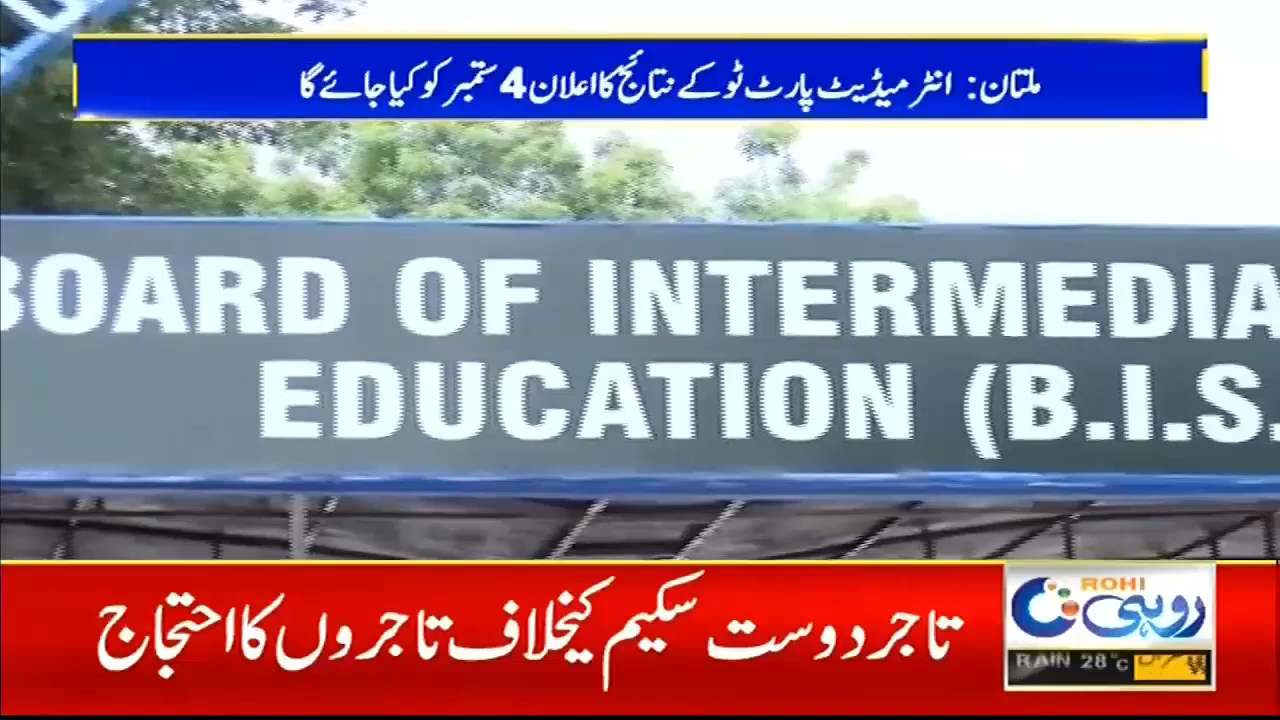 ملتان: انٹرمیڈیٹ پارٹ ٹو کے نتائج کا اعلان 4 ستمبر کو کیا جائے گا
BOARD OF INTERMEDIA
EDUCATION (B.I.S.
تاجر دوست سکیم کیخلاف تاجروں کا احتجاج
ROHI
روہی
RAIN 28°C